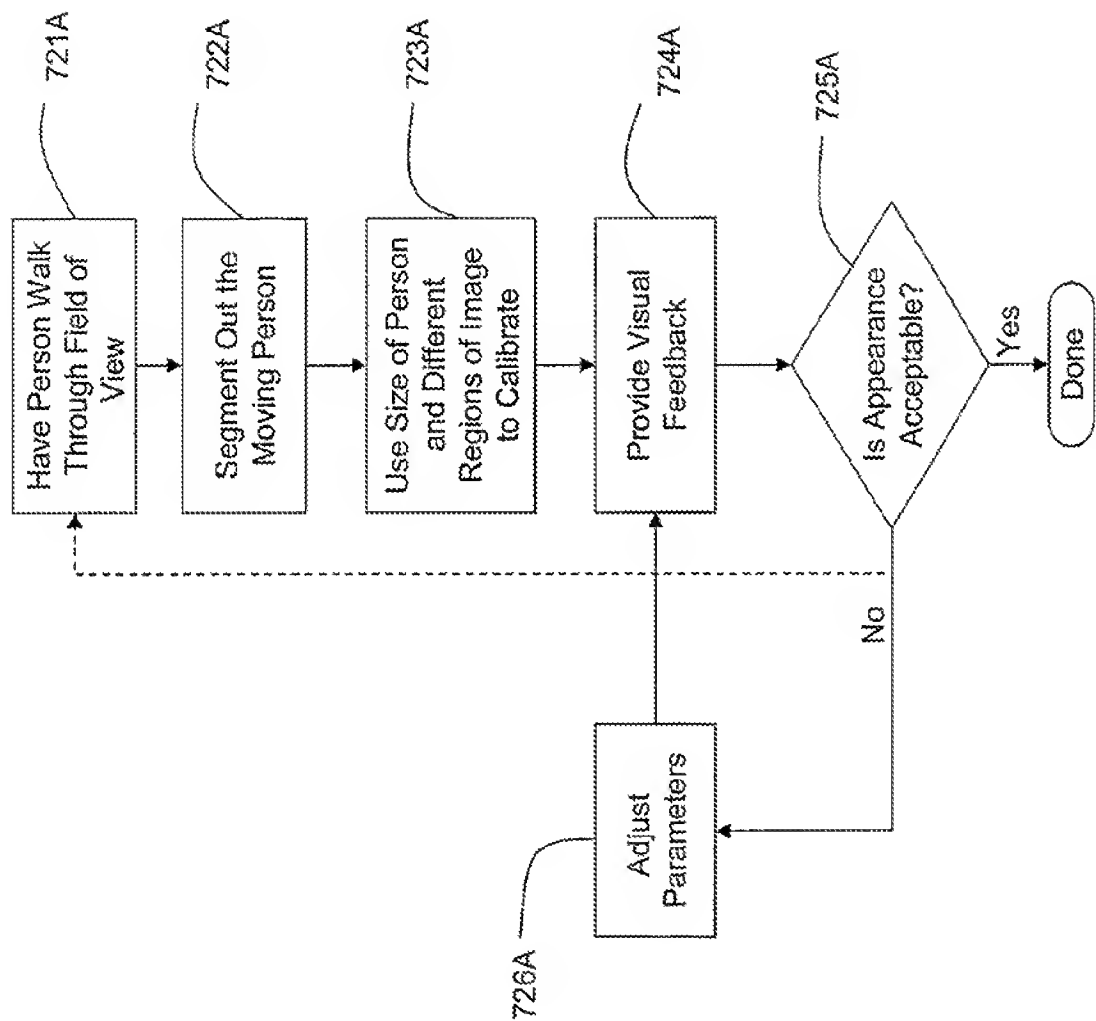 721A
Have Person Walk
Through Field of
View
722A
Segment Out the
Moving Person
723A
Use Size of Person
and Different
Regions of Image
to Calibrate
724A
Provide Visual
Feedback
725A
Is Appearance
Acceptable?
Yes
Done
No
726A
Adjust
Parameters